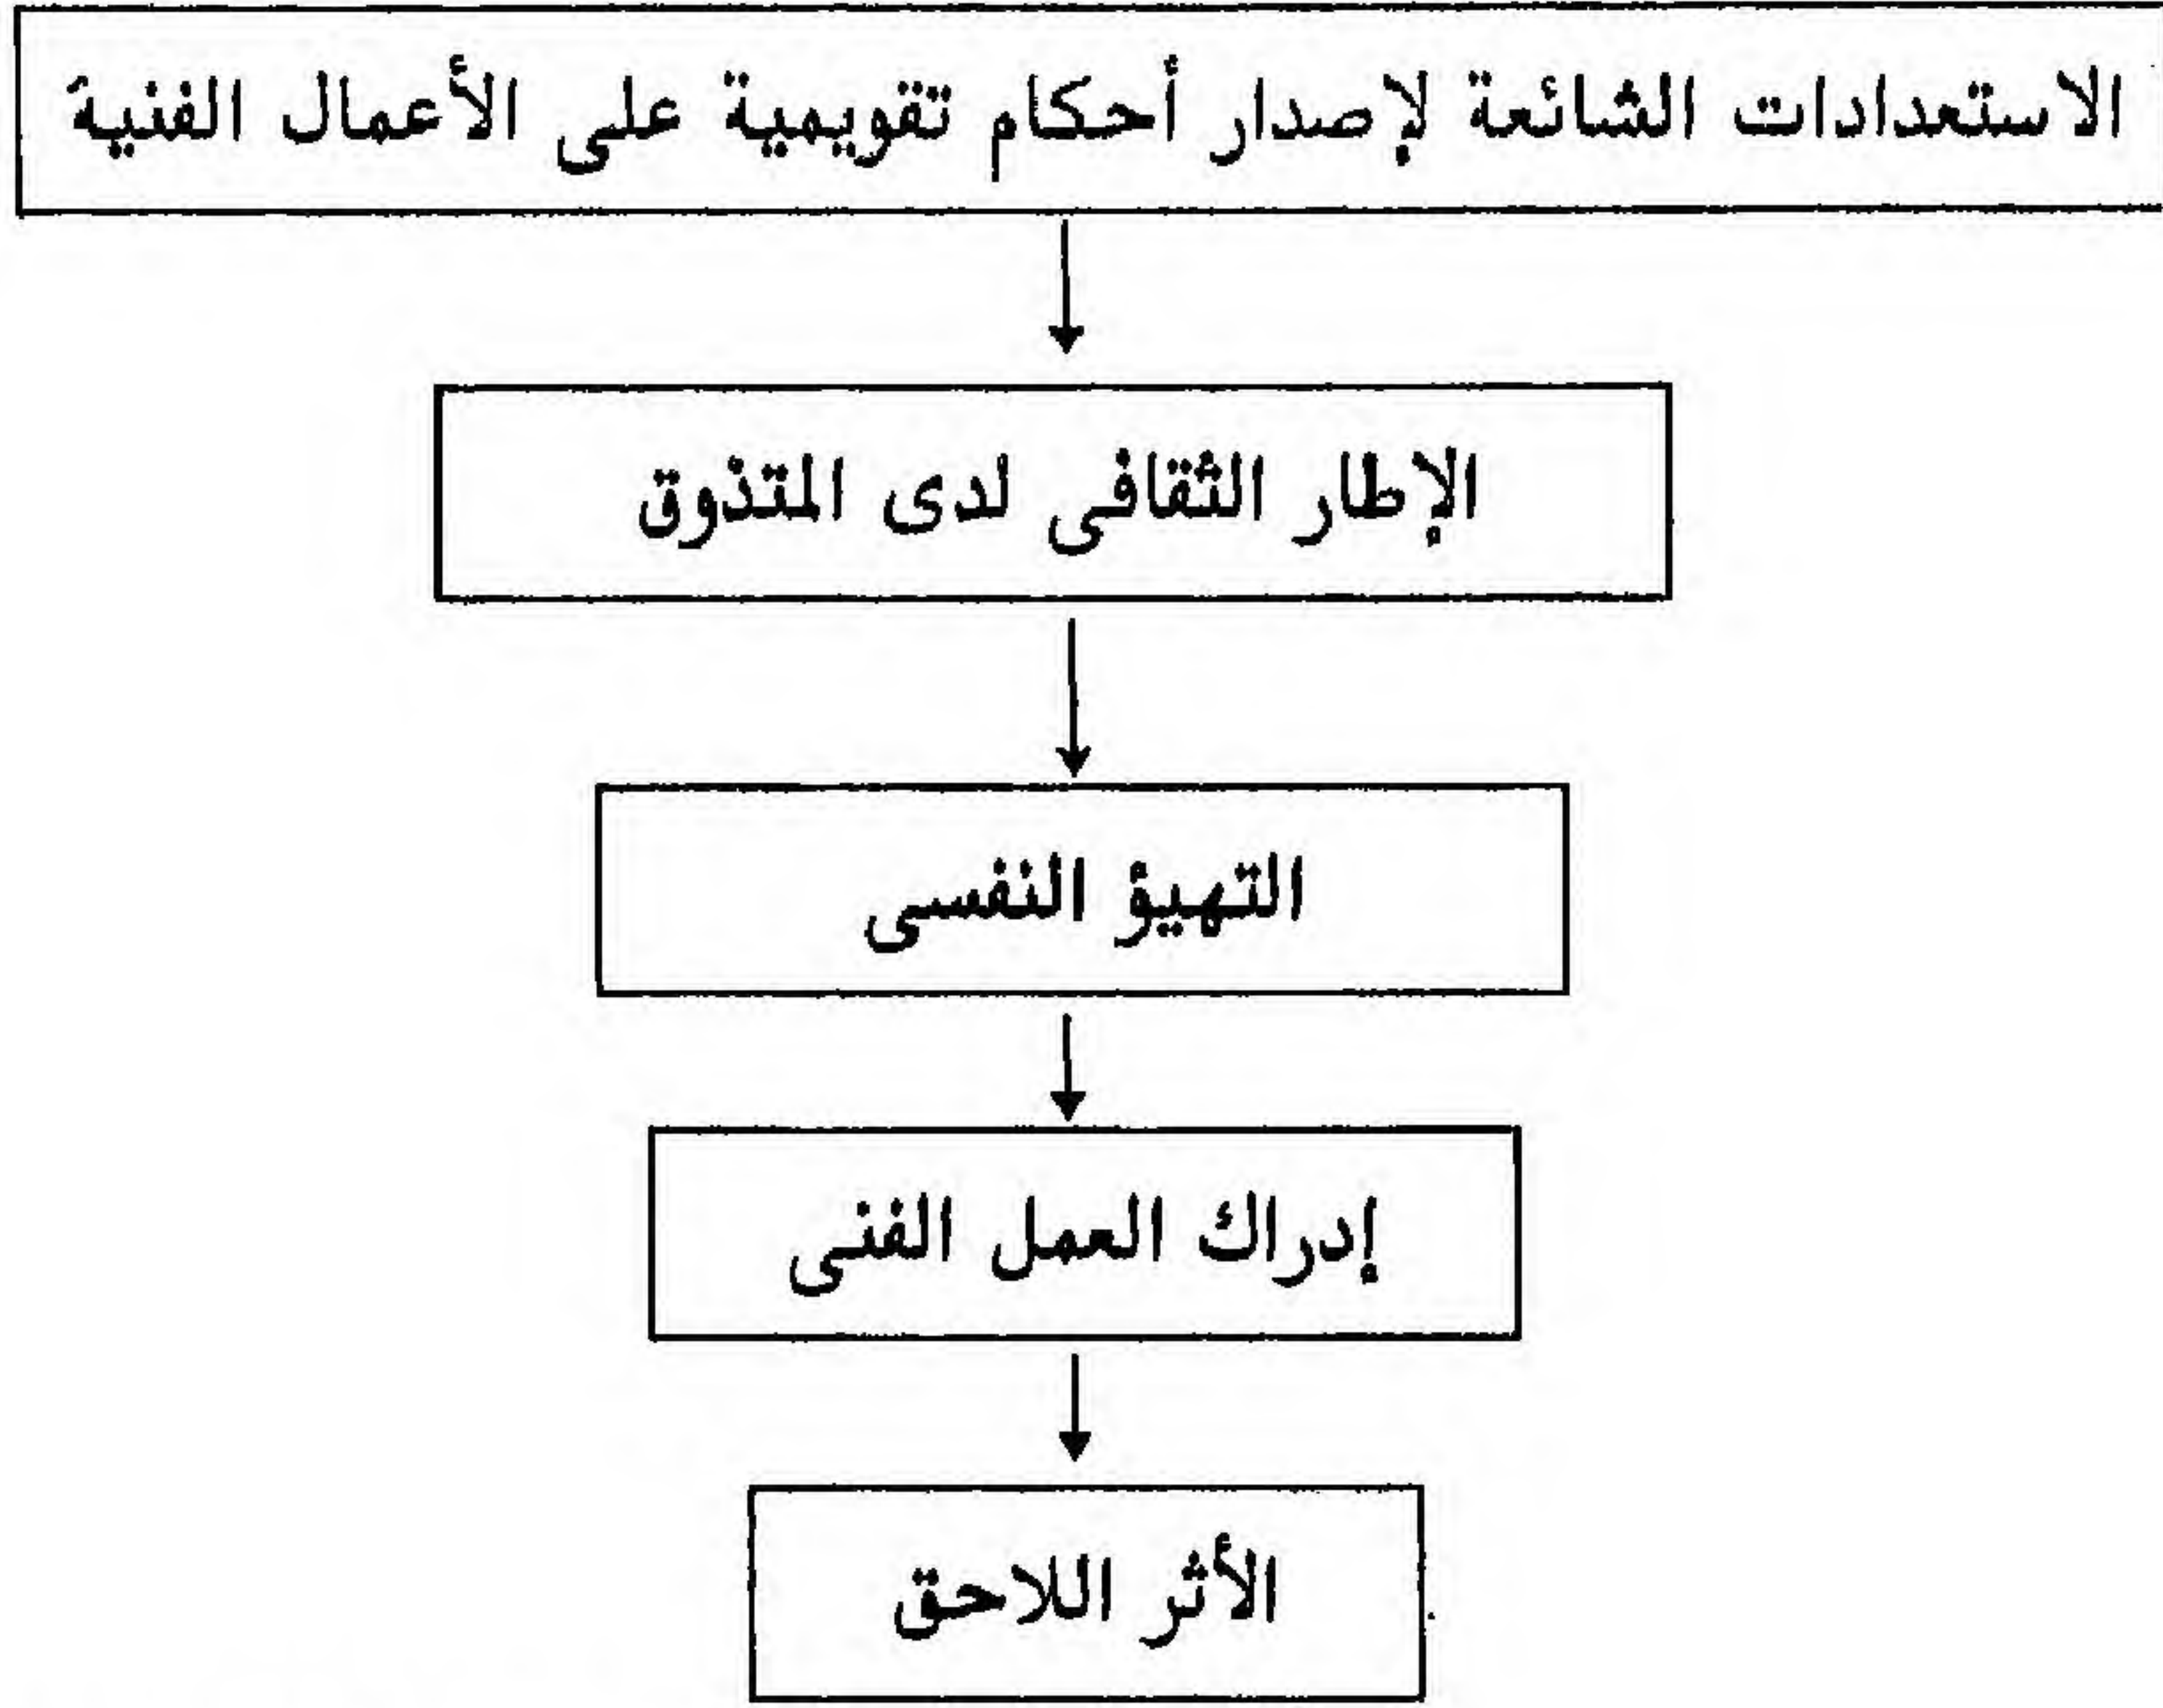 الاستعدادات الشائعة لإصدار أحكام تقويمية على الأعمال الفنية
الإطار الثقافى لدى المتذوق
التهيؤ النفسى
إدراك العمل الفنى
الأثر اللاحق